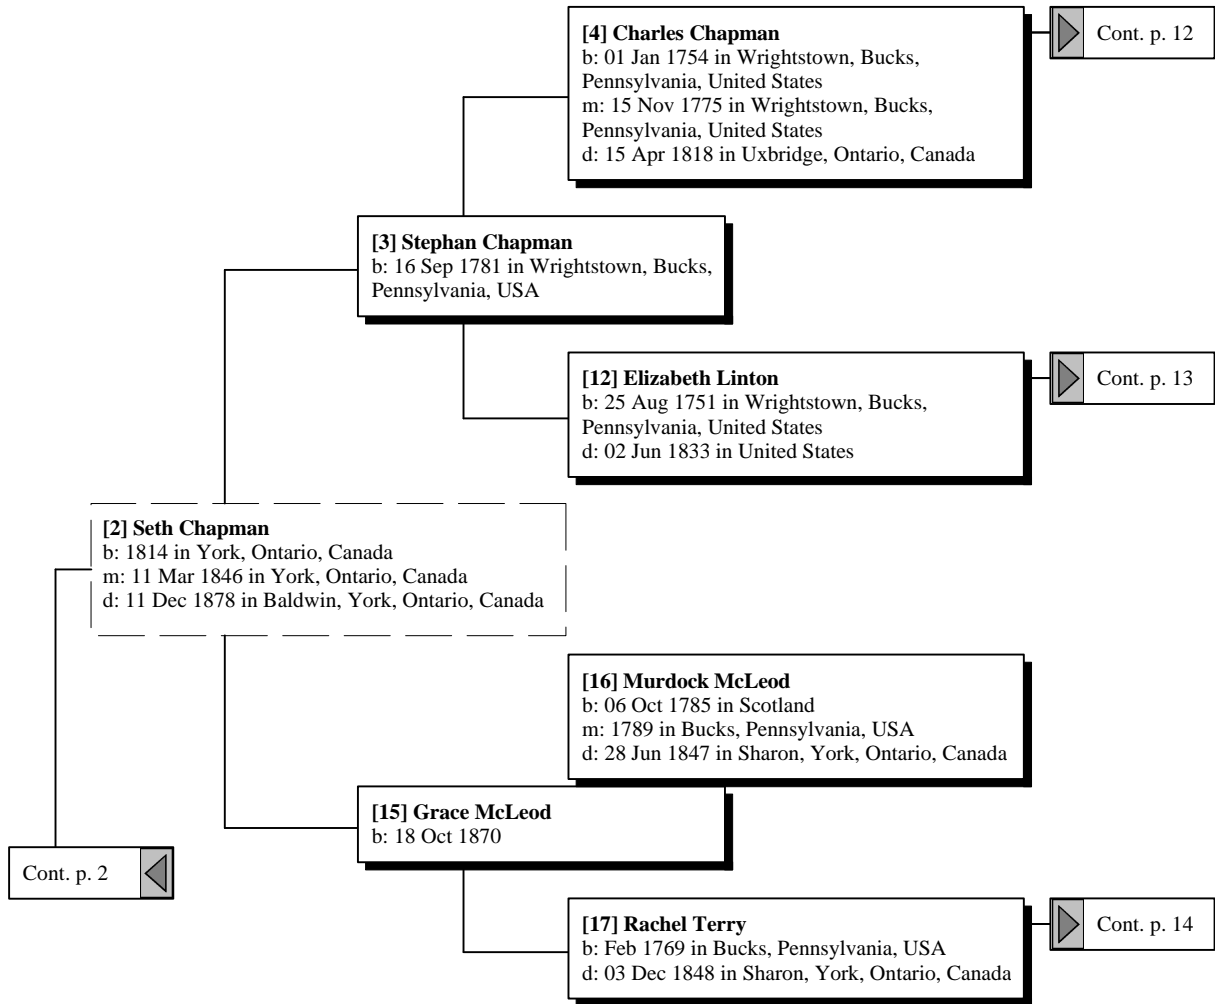 [4] Charles Chapman
b: 01 Jan 1754 in Wrightstown, Bucks,
Pennsylvania, United States
m: 15 Nov 1775 in Wrightstown, Bucks,
Pennsylvania, United States
d: 15 Apr 1818 in Uxbridge, Ontario, Canada
Cont. p. 12
[3] Stephan Chapman
b: 16 Sep 1781 in Wrightstown, Bucks,
Pennsylvania, USA
[12] Elizabeth Linton
b: 25 Aug 1751 in Wrightstown, Bucks,
Pennsylvania, United States
d: 02 Jun 1833 in United States
Cont. p. 13
[2] Seth Chapman
b: 1814 in York, Ontario, Canada
m: 11 Mar 1846 in York, Ontario, Canada
d: 11 Dec 1878 in Baldwin, York, Ontario, Canada
[16] Murdock McLeod
b: 06 Oct 1785 in Scotland
m: 1789 in Bucks, Pennsylvania, USA
d: 28 Jun 1847 in Sharon, York, Ontario, Canada
[15] Grace McLeod
b: 18 Oct 1870
Cont. p. 2
[17] Rachel Terry
b: Feb 1769 in Bucks, Pennsylvania, USA
d: 03 Dec 1848 in Sharon, York, Ontario, Canada
Cont. p. 14